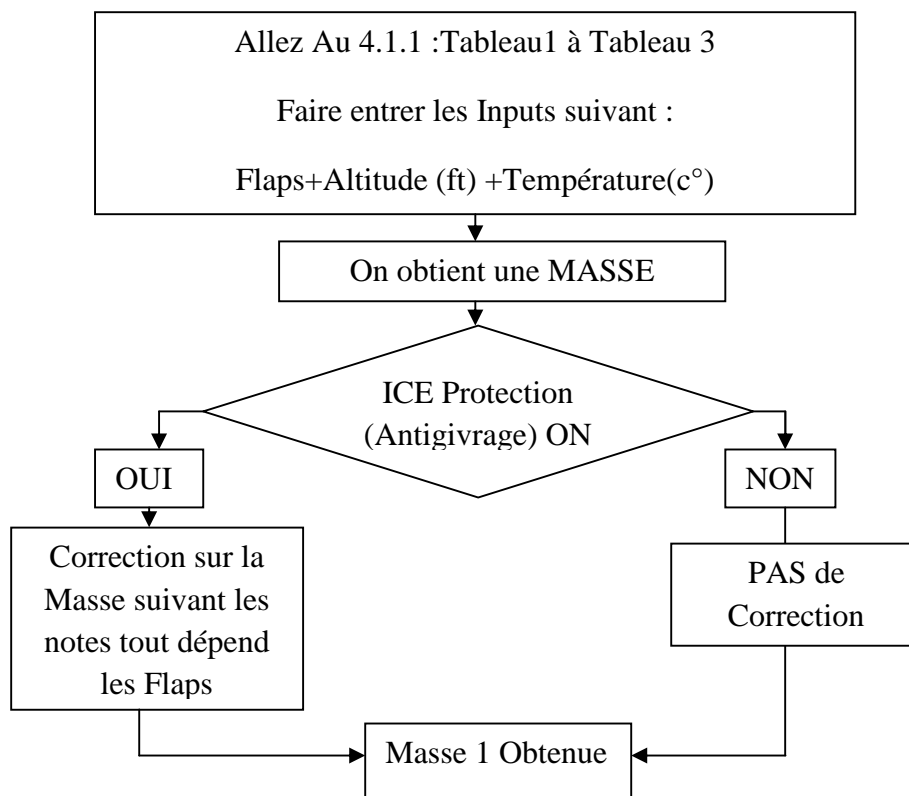 Allez Au 4.1.1 :Tableau1 à Tableau 3
Faire entrer les Inputs suivant :
Flaps+Altitude (ft) +Température(c°)
On obtient une MASSE
ICE Protection
(Antigivrage) ON
OUI
NON
Correction sur la
Masse suivant les
notes tout dépend
les Flaps
PAS de
Correction
Masse 1 Obtenue